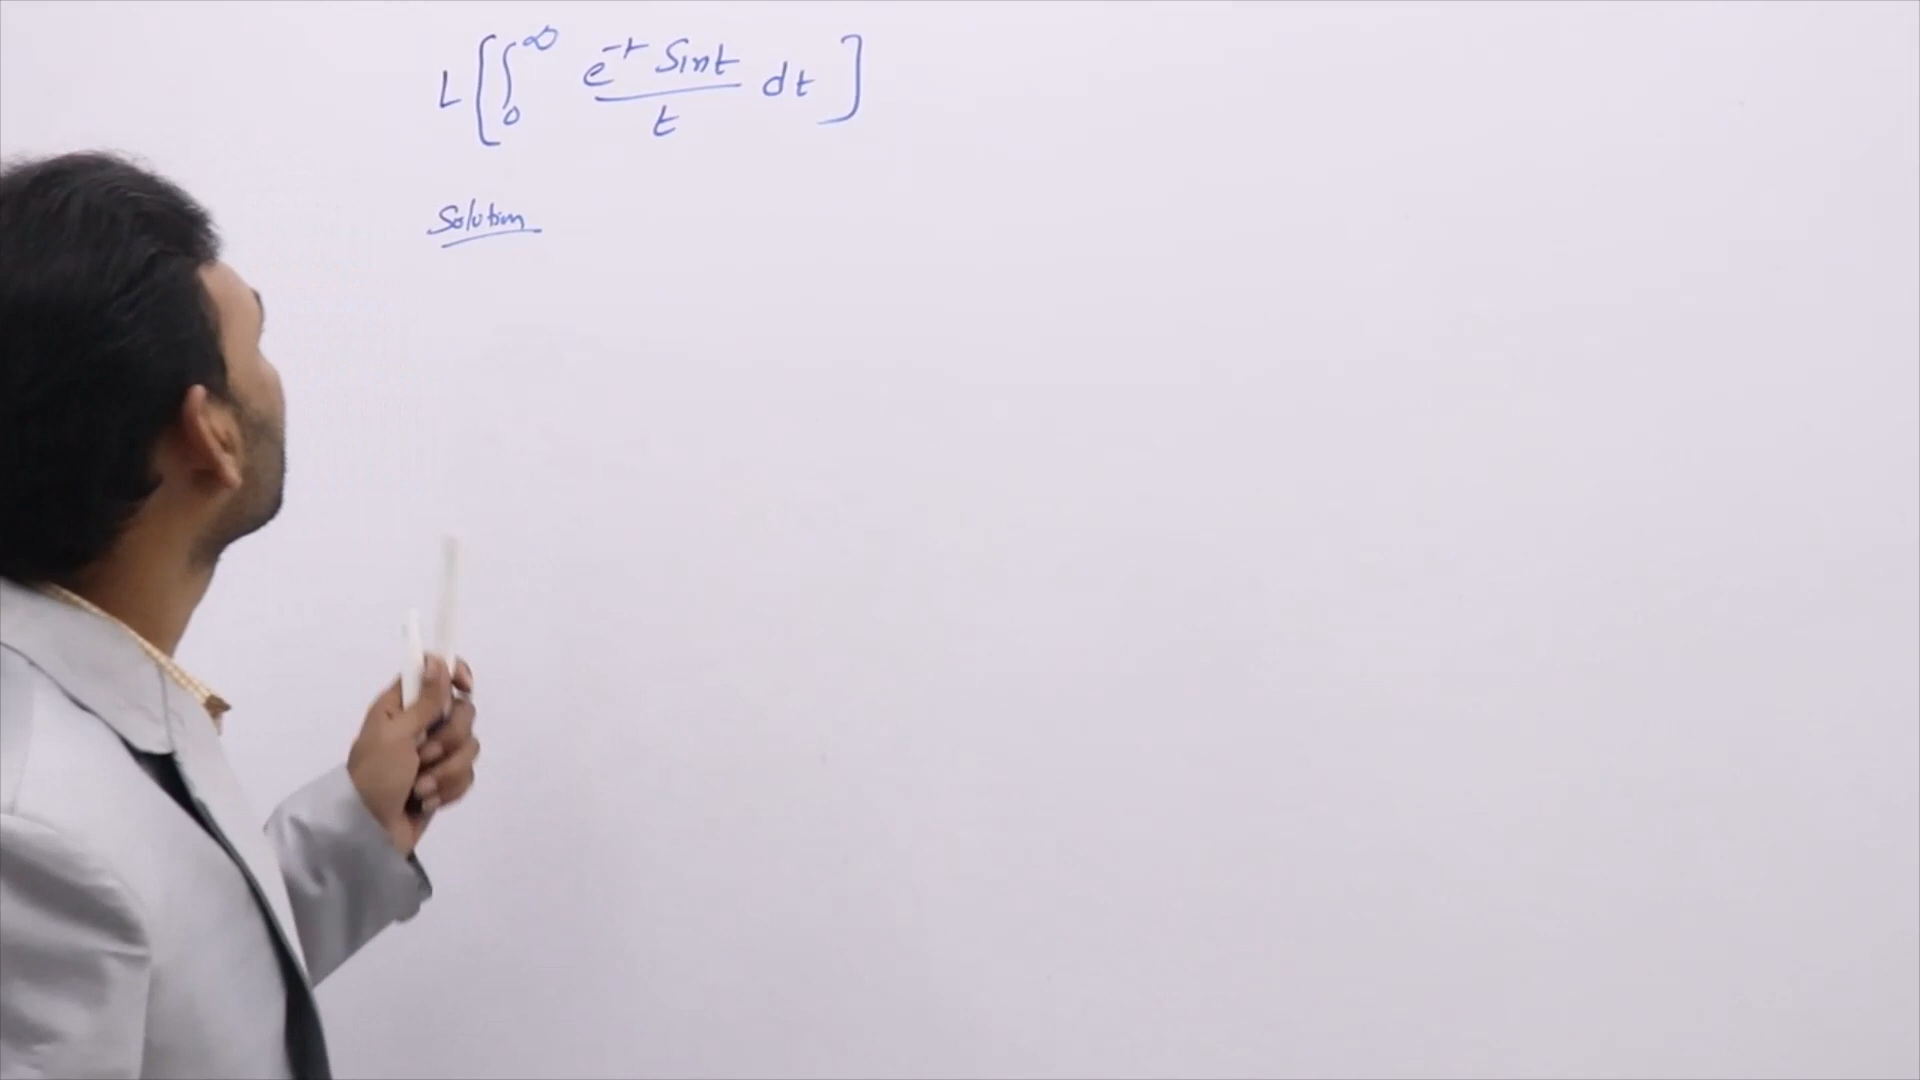 L[∫₀^∞ e^-t Sint / t dt]
Solution